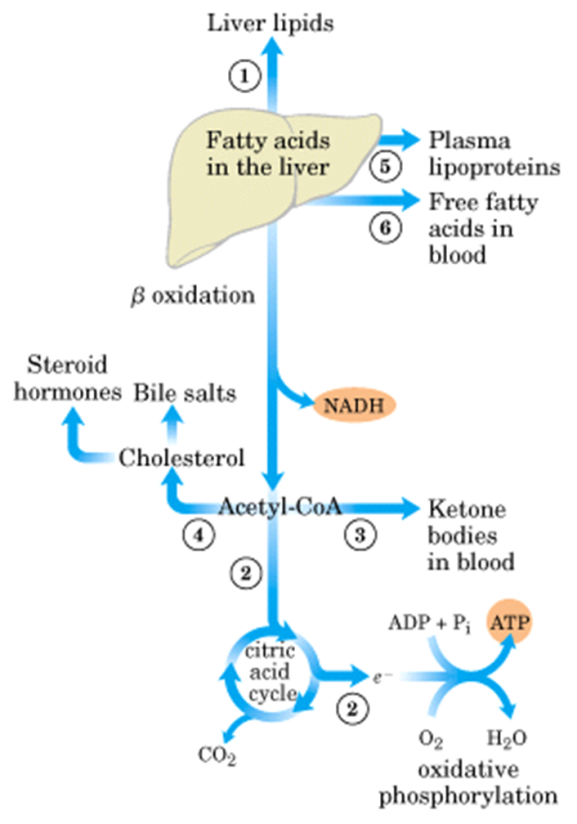 Liver lipids
1
Fatty acids
in the liver
5
Plasma
lipoproteins
6
Free fatty
acids in
blood
β oxidation
NADH
Steroid
hormones
Bile salts
Cholesterol
4
Acetyl-CoA
3
Ketone
bodies
in blood
2
citric
acid
cycle
CO₂
2
e⁻
ADP + Pᵢ
ATP
O₂
H₂O
oxidative
phosphorylation